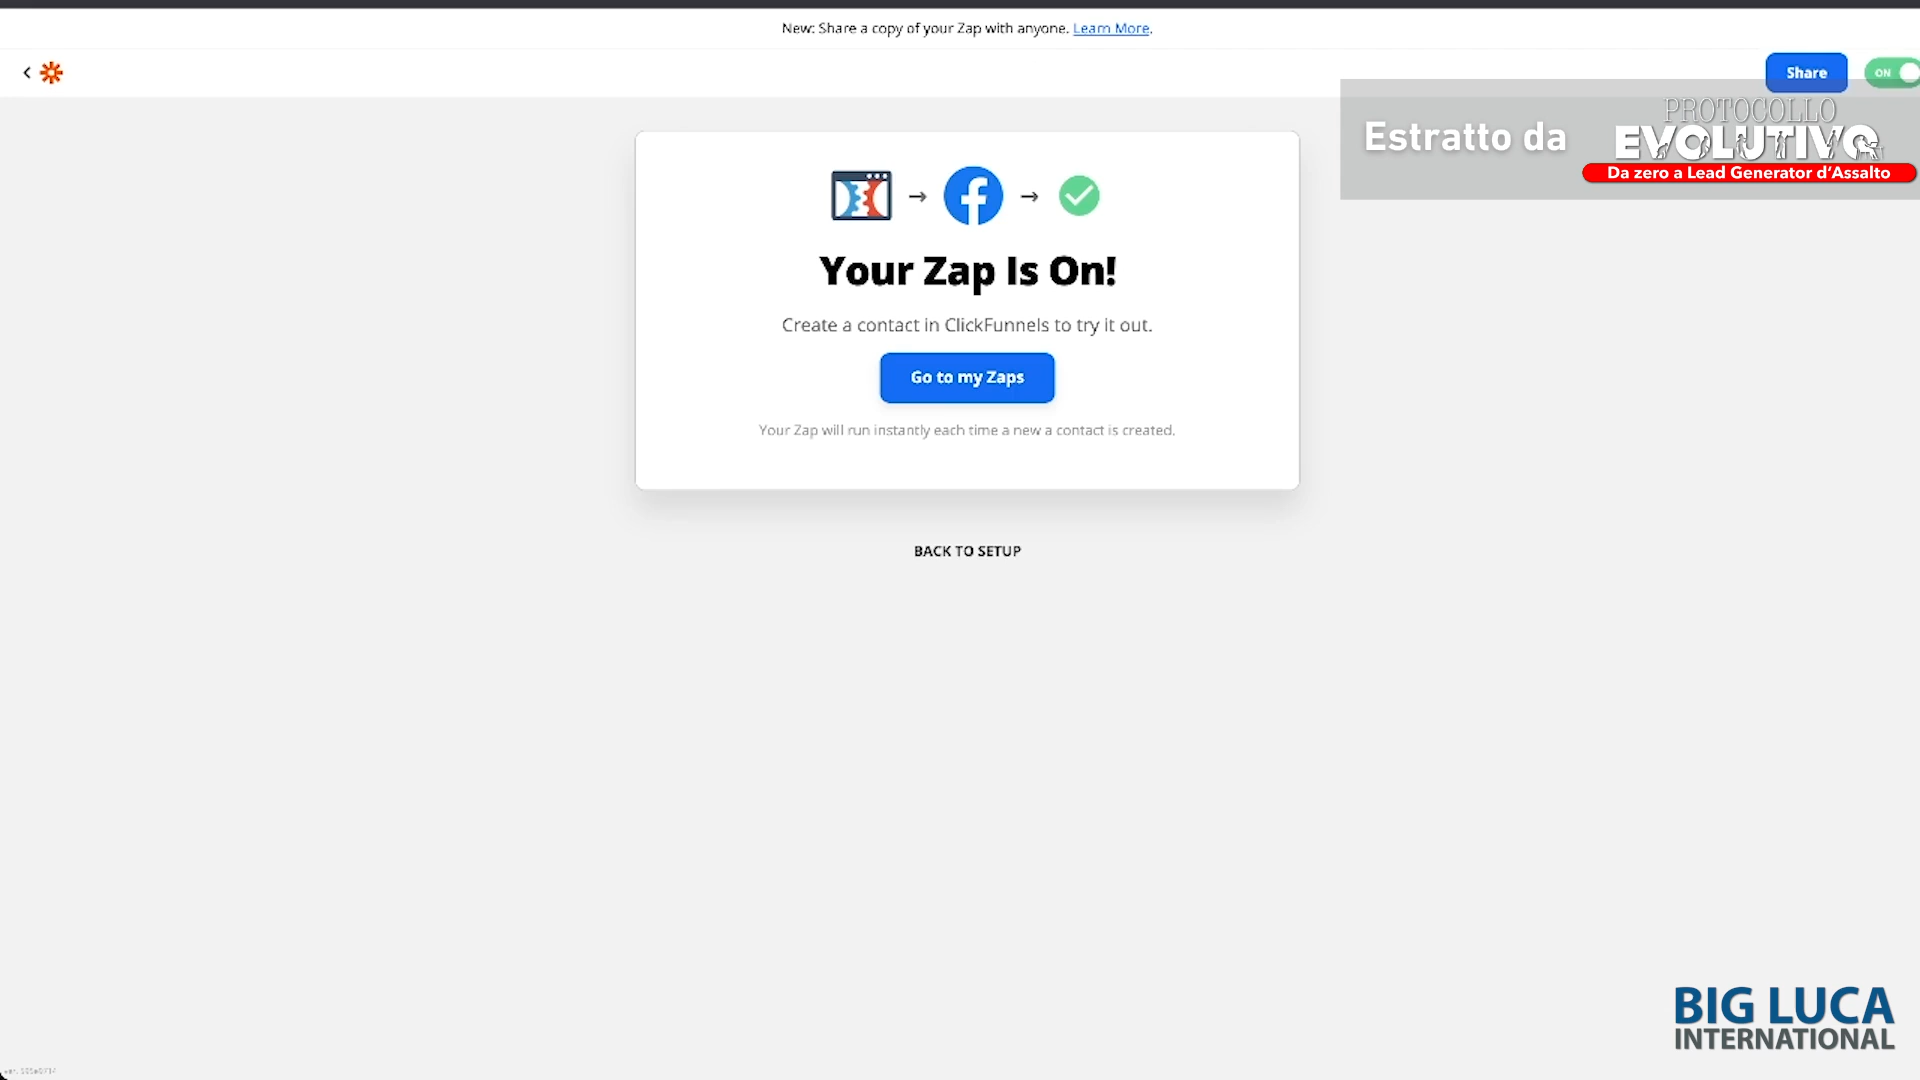 New: Share a copy of your Zap with anyone. Learn More.
Share
ON
Estratto da
PROTOCOLLO
EVOLUTIVO
Da zero a Lead Generator d'Assalto
Your Zap Is On!
Create a contact in ClickFunnels to try it out.
Go to my Zaps
Your Zap will run instantly each time a new a contact is created.
BACK TO SETUP
BIG LUCA
INTERNATIONAL